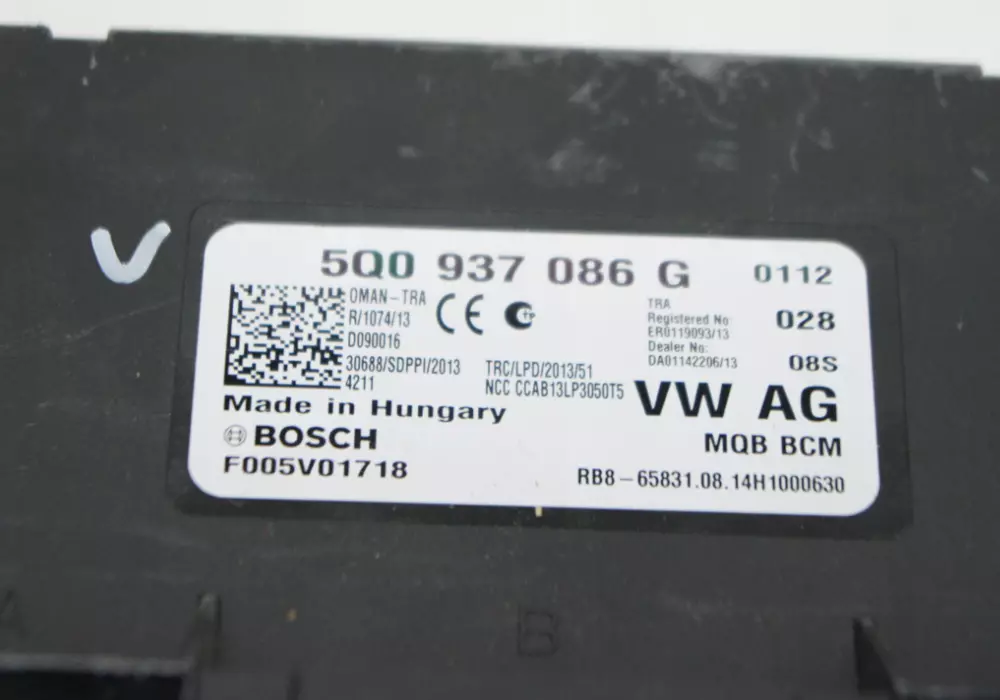 V
5Q0 937 086 G 0112
OMAN-TRA
R/1074/13
D090016
CE
TRA
Registered No:
ER0119093/13
Dealer No:
DA01142206/13
028
08S
30688/SDPPI/2013
4211
TRC/LPD/2013/51
NCC CCAB13LP3050T5
VW AG
MQB BCM
Made in Hungary
BOSCH
F005V01718
RB8-65831.08.14H1000630
A
B